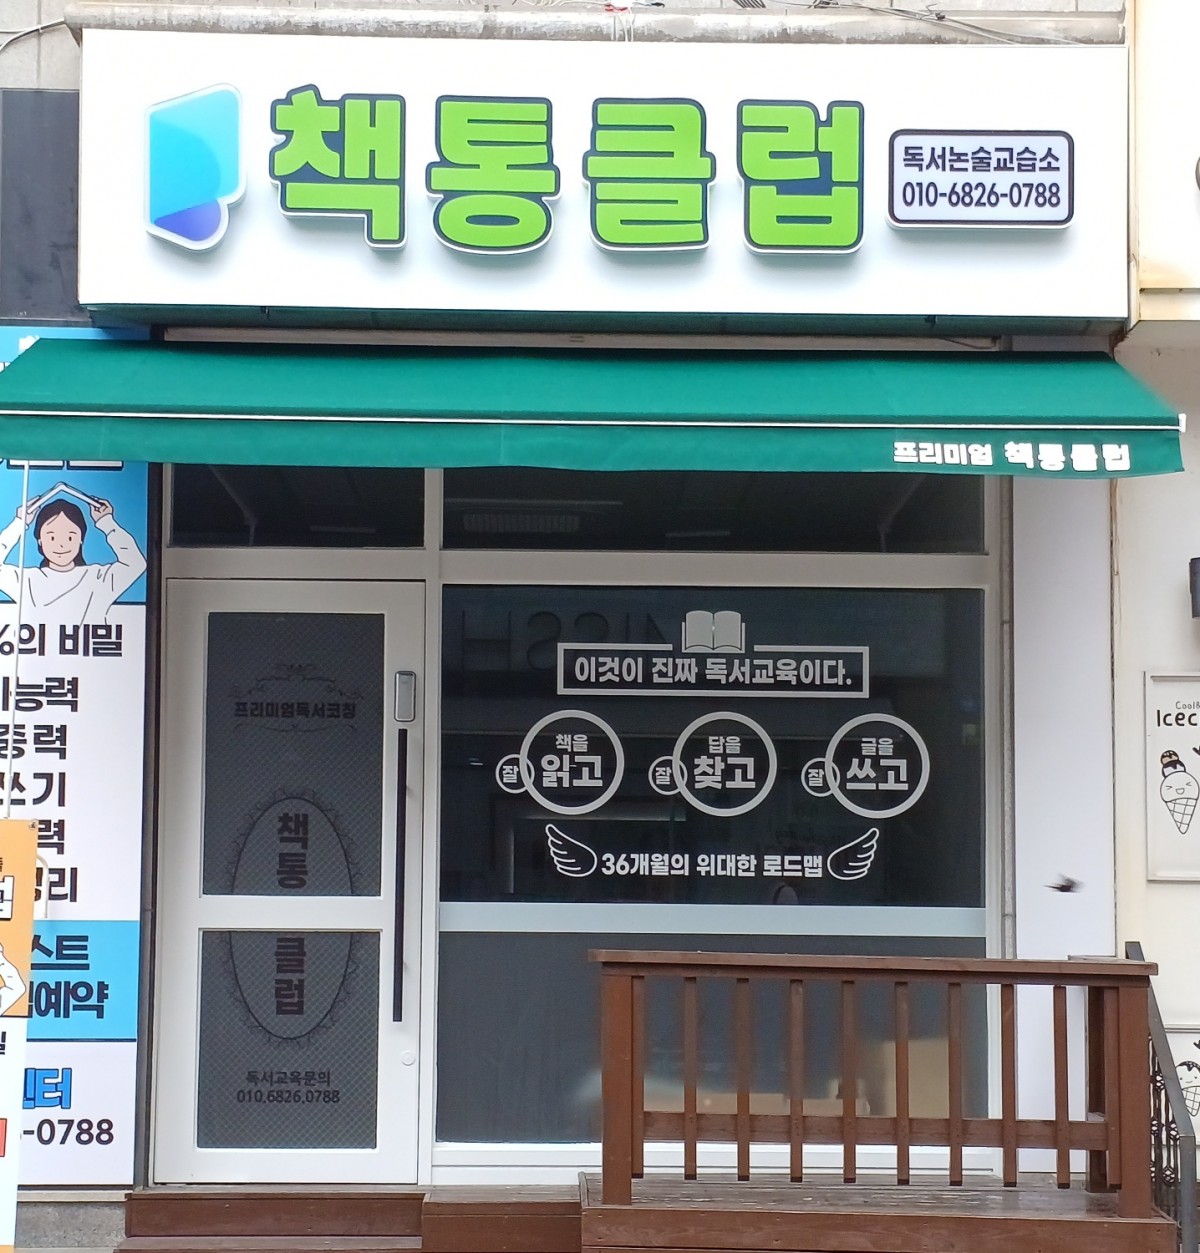 책통클럽
독서논술교습소
010-6826-0788
프리미엄 책통클럽
이것이 진짜 독서교육이다.
책을
잘 읽고
답을
잘 찾고
글을
잘 쓰고
36개월의 위대한 로드맵
프리미엄독서코칭
책통
클럽
독서교육문의
010.6826.0788
%의 비밀
능력
중력
쓰기
력
리
스트
예약
센터
-0788
Cool&
Icec